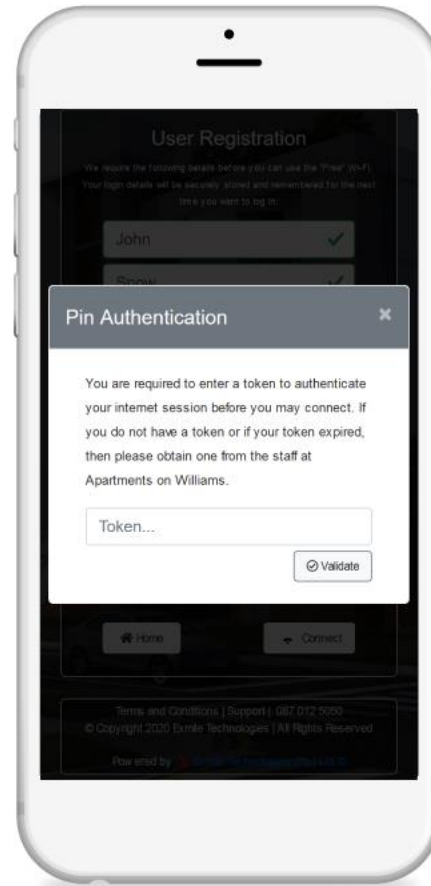 User Registration
We require the following details before you can use the "Free" Wi-Fi.
Your login details will be securely stored and remembered for the next
time you want to log in.
John
Snow
Pin Authentication
×
You are required to enter a token to authenticate
your internet session before you may connect. If
you do not have a token or if your token expired,
then please obtain one from the staff at
Apartments on Williams.
Token...
Validate
Home
Connect
Terms and Conditions | Support | 087 012 5050
© Copyright 2020 Exmile Technologies | All Rights Reserved
Powered by